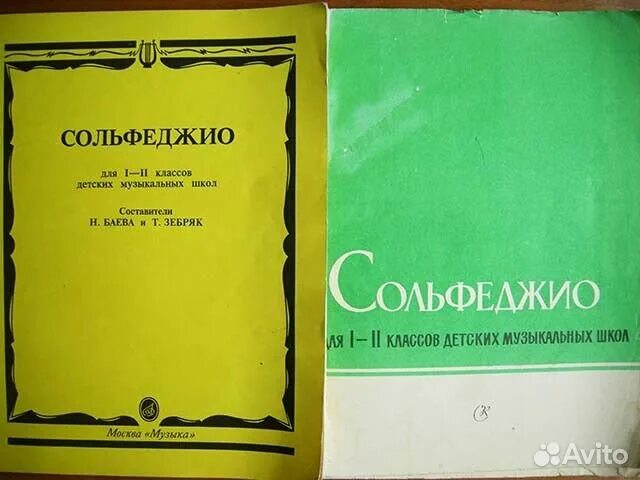 СОЛЬФЕДЖИО
для I—II классов
детских музыкальных школ
Составители
Н. БАЕВА и Т. ЗЕБРЯК
Москва «Музыка»
СОЛЬФЕДЖИО
для I–II КЛАССОВ ДЕТСКИХ МУЗЫКАЛЬНЫХ ШКОЛ
К
Avito